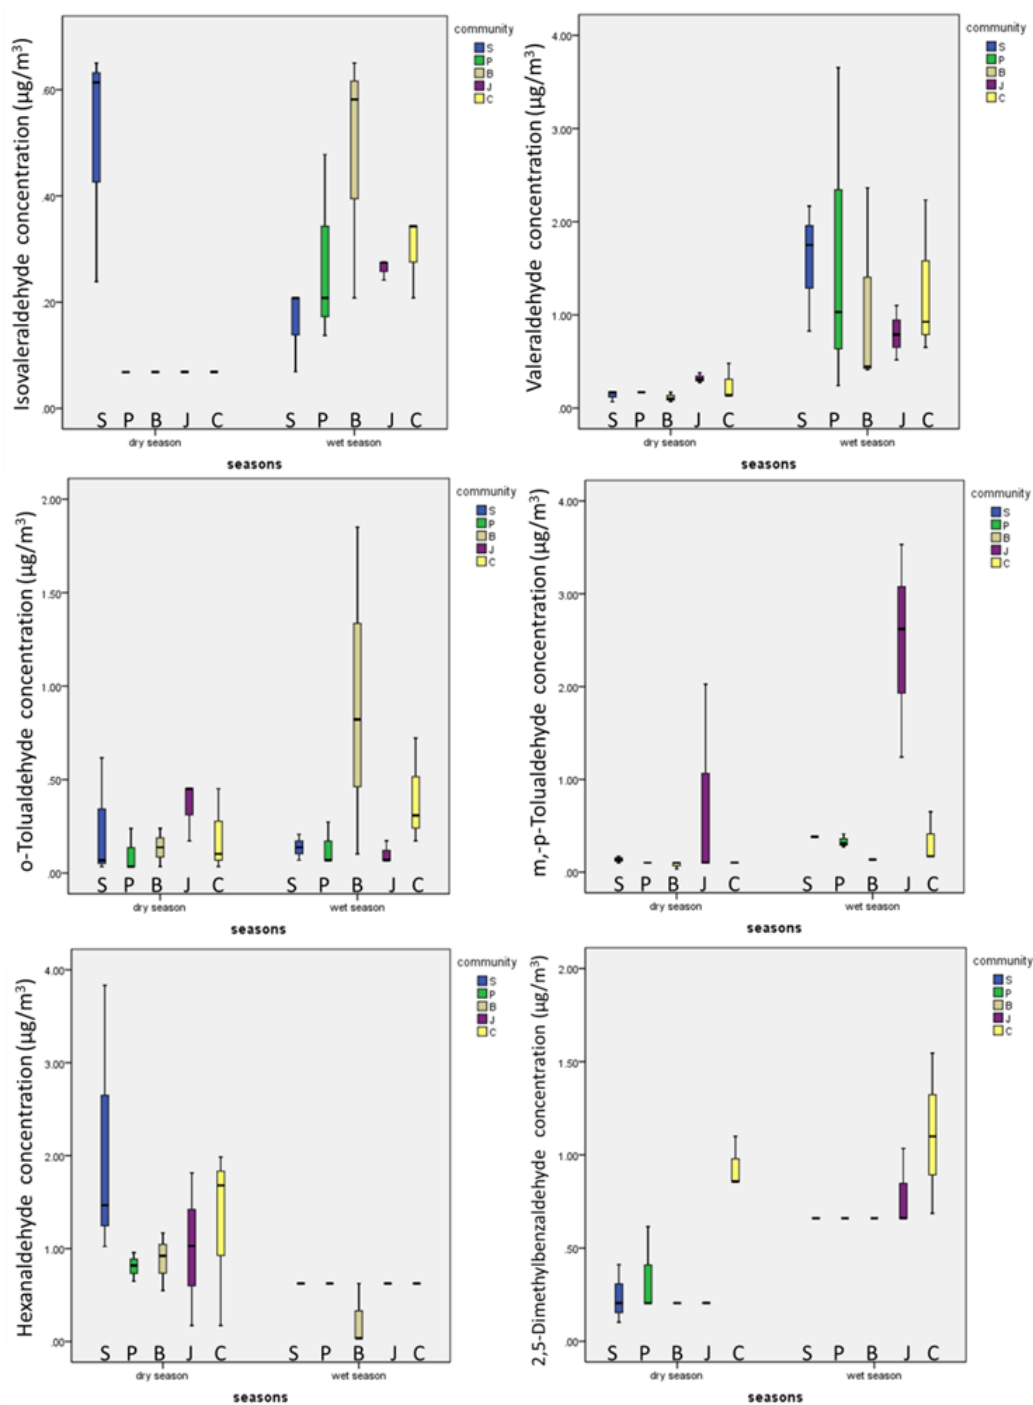 Isovaleraldehyde concentration (µg/m³)
community
S
P
B
J
C
.60
.40
.20
.00
S P B J C S P B J C
dry season wet season
seasons
Valeraldehyde concentration (µg/m³)
community
S
P
B
J
C
4.00
3.00
2.00
1.00
.00
S P B J C S P B J C
dry season wet season
seasons
o-Tolualdehyde concentration (µg/m³)
community
S
P
B
J
C
2.00
1.50
1.00
.50
.00
S P B J C S P B J C
dry season wet season
seasons
m,-p-Tolualdehyde concentration (µg/m³)
community
S
P
B
J
C
4.00
3.00
2.00
1.00
.00
S P B J C S P B J C
dry season wet season
seasons
Hexanaldehyde concentration (µg/m³)
community
S
P
B
J
C
4.00
3.00
2.00
1.00
.00
S P B J C S P B J C
dry season wet season
seasons
2,5-Dimethylbenzaldehyde concentration (µg/m³)
community
S
P
B
J
C
2.00
1.50
1.00
.50
.00
S P B J C S P B J C
dry season wet season
seasons